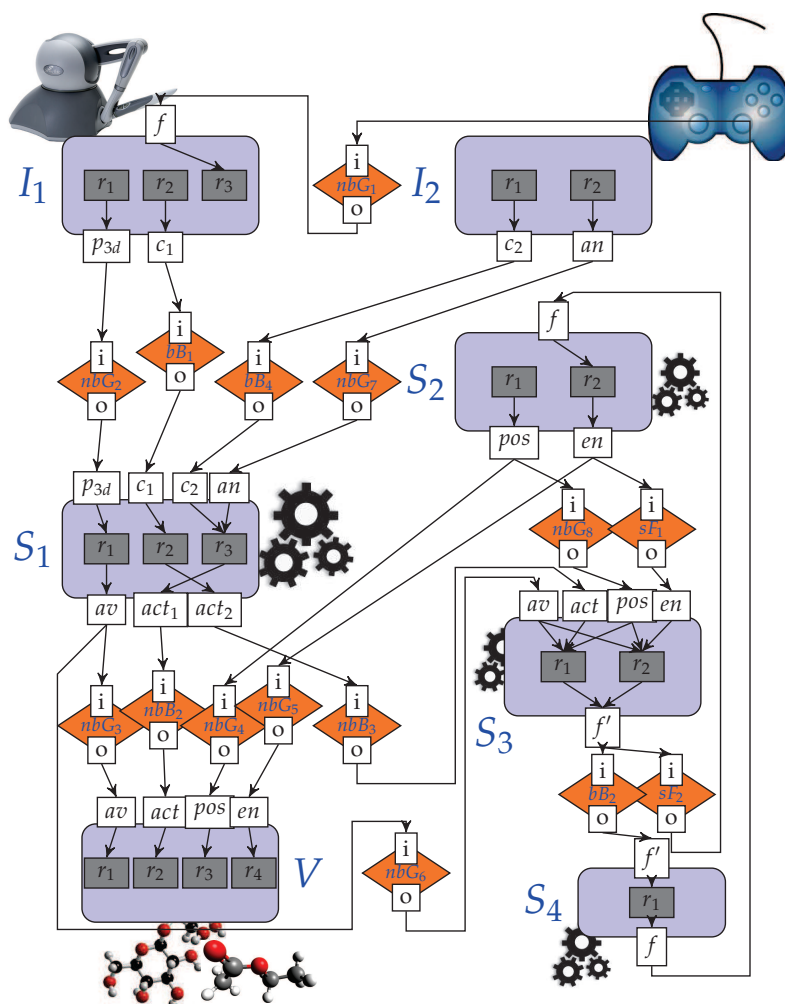 f
i
I₁ r₁ r₂ r₃ nbG₁ I₂ r₁ r₂
o
p₃d c₁ c₂ an
f
i
i bB₁ i i
nbG₂ o bB₄ nbG₇ S₂ r₁ r₂
o o o
pos en
p₃d c₁ c₂ an
i i
nbG₈ sF₁
S₁ r₁ r₂ r₃ o o
av act₁ act₂ av act pos en
r₁ r₂
i i i i i
nbG₃ nbB₂ nbG₄ nbG₅ nbB₃
o o o o o
S₃ f′
i i
bB₂ sF₂
o o
av act pos en
i f′
r₁ r₂ r₃ r₄ V nbG₆
o S₄ r₁
f